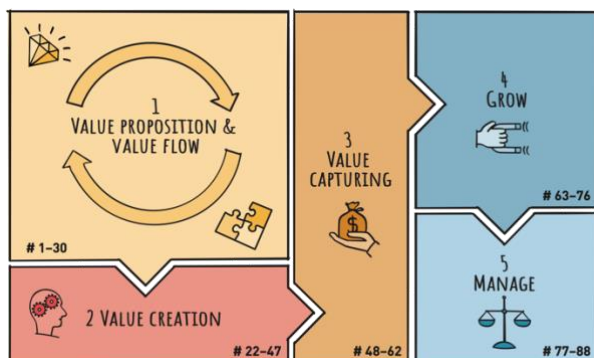 1
VALUE PROPOSITION &
VALUE FLOW
# 1–30
2 VALUE CREATION
# 22–47
3
VALUE
CAPTURING
$
# 48–62
4
GROW
# 63–76
5
MANAGE
# 77–88